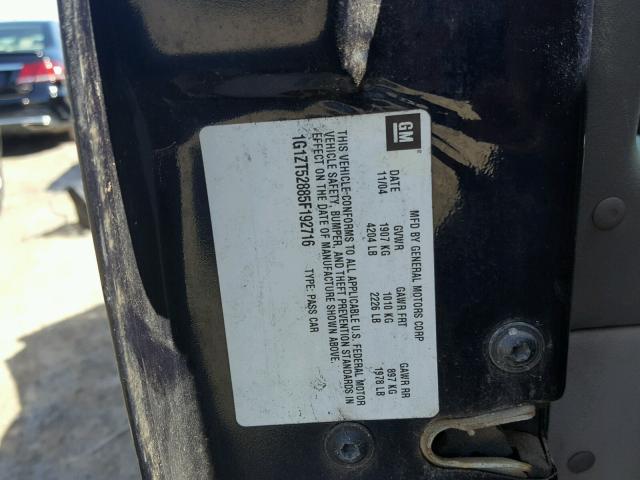 GM
MFD BY GENERAL MOTORS CORP
DATE GVWR GAWR FRT GAWR RR
11/04 1907 KG 1010 KG 897 KG
4204 LB 2226 LB 1978 LB
THIS VEHICLE CONFORMS TO ALL APPLICABLE U.S. FEDERAL MOTOR
VEHICLE SAFETY, BUMPER, AND THEFT PREVENTION STANDARDS IN
EFFECT ON THE DATE OF MANUFACTURE SHOWN ABOVE.
1G1ZT52885F192716 TYPE: PASS CAR